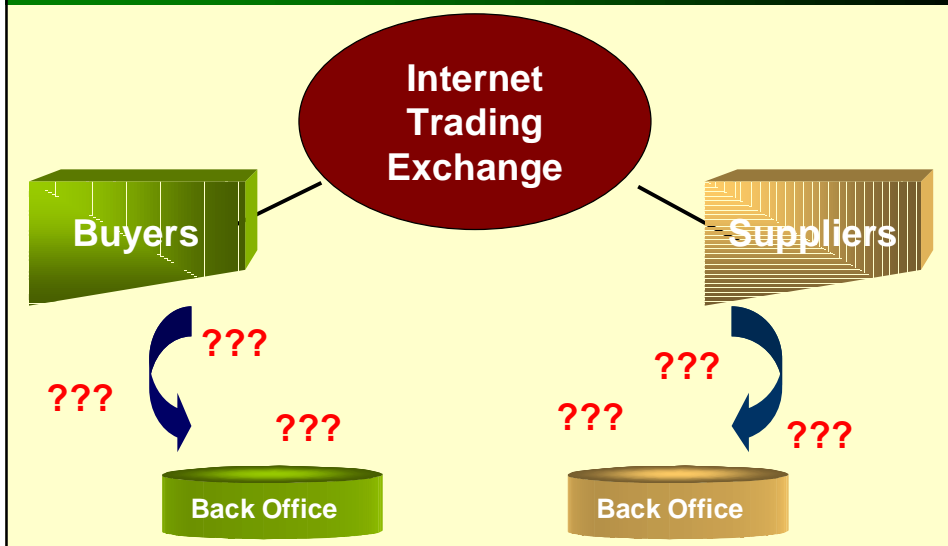 Internet
Trading
Exchange
Buyers
Suppliers
???
???
???
???
???
???
Back Office
Back Office